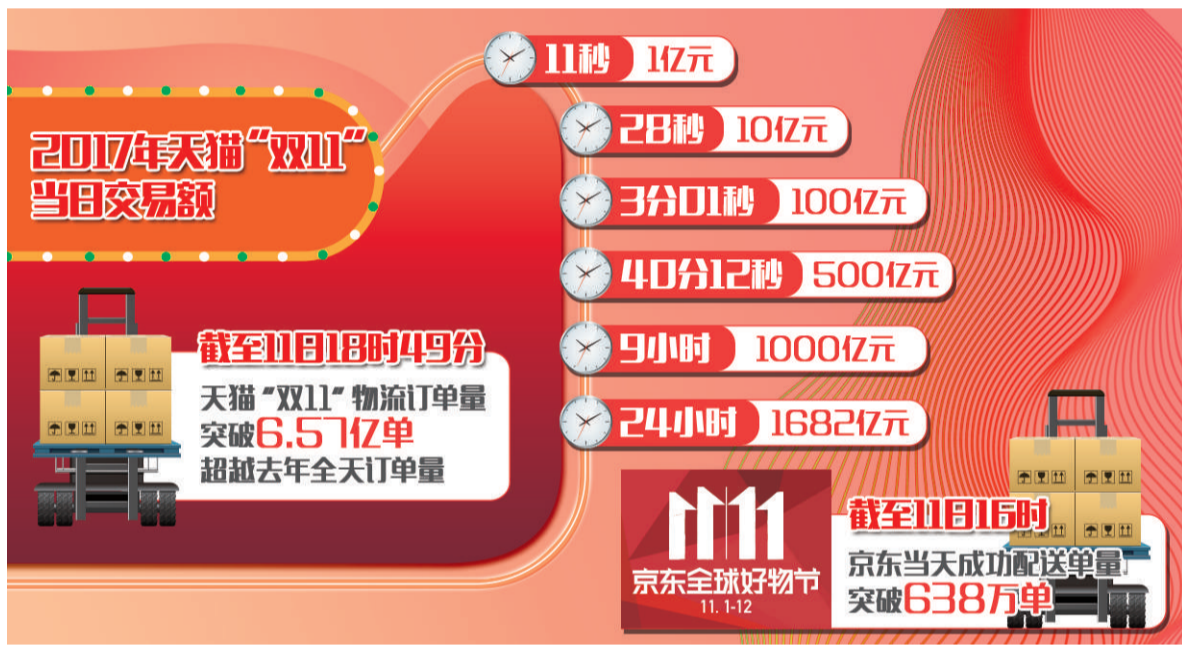 2017年天猫“双11”
当日交易额
11秒 1亿元
28秒 10亿元
3分01秒 100亿元
40分12秒 500亿元
9小时 1000亿元
24小时 1682亿元
截至11日18时49分
天猫“双11”物流订单量
突破6.57亿单
超越去年全天订单量
京东全球好物节
11. 1-12
截至11日16时
京东当天成功配送单量
突破638万单